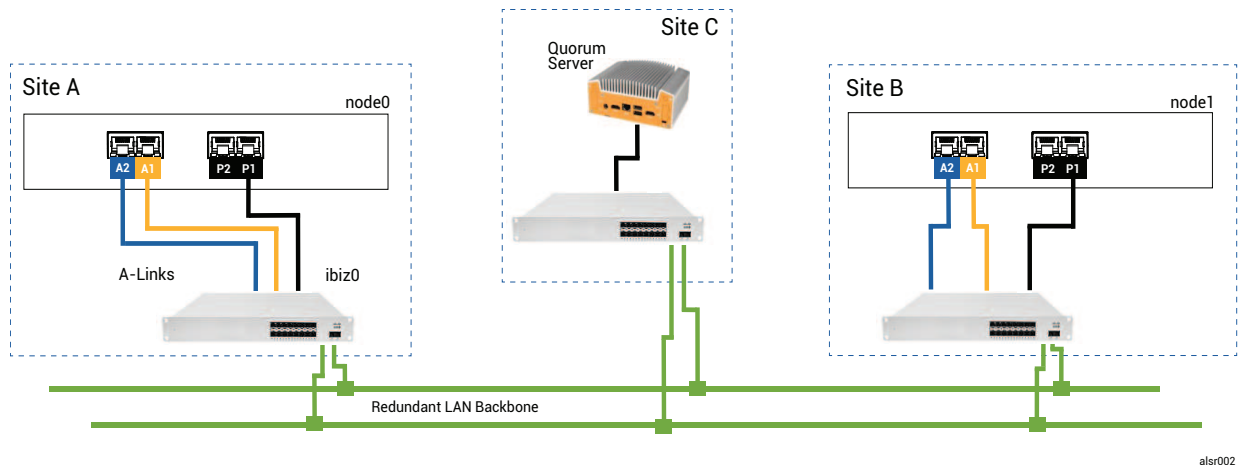 Site C
Quorum
Server
Site A
node0
A2 A1 P2 P1
A-Links
ibiz0
Site B
node1
A2 A1 P2 P1
Redundant LAN Backbone
alsr002